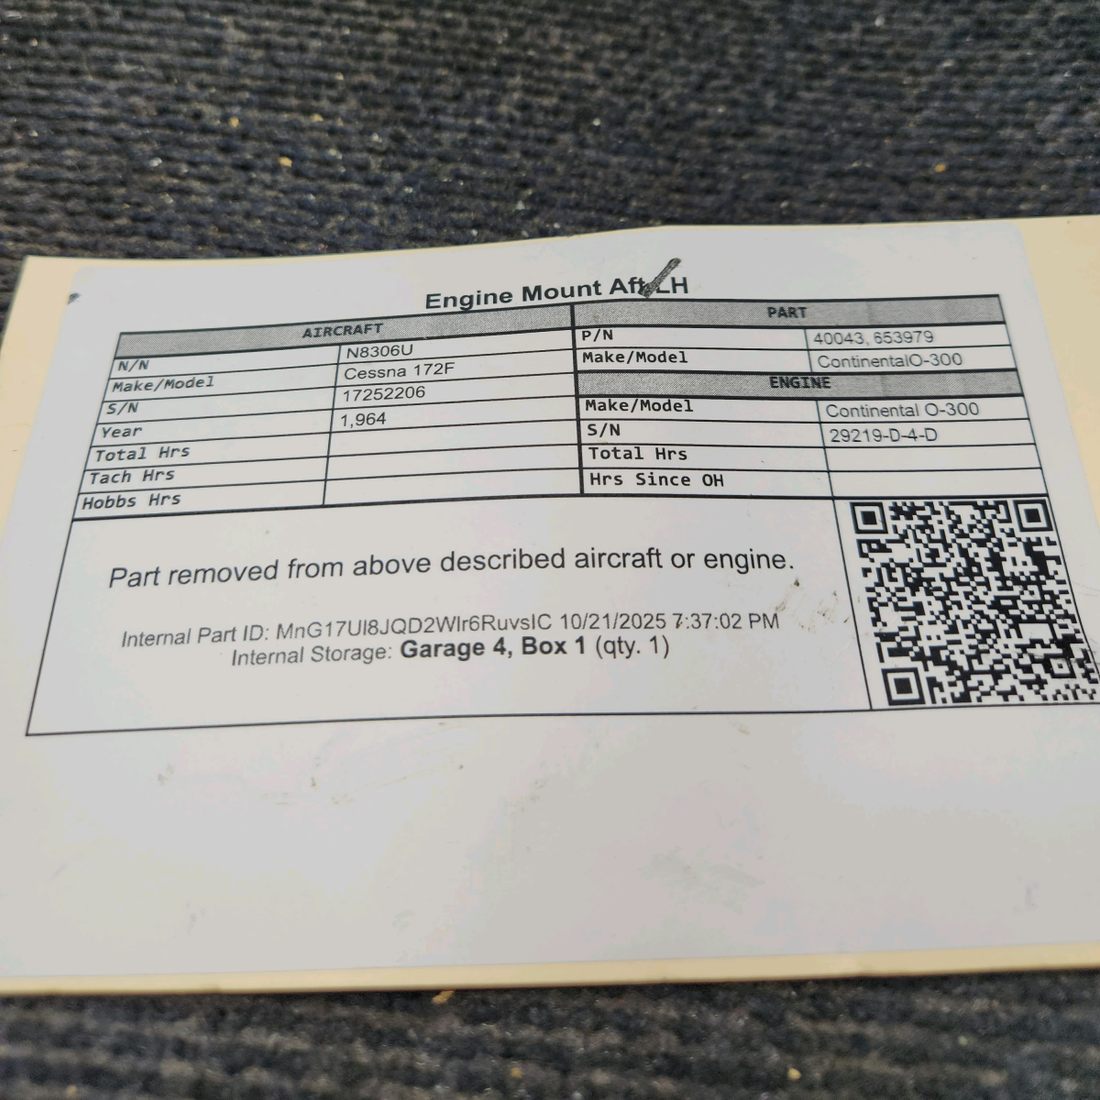 Engine Mount Aft LH
AIRCRAFT
N/N N8306U
Make/Model Cessna 172F
S/N 17252206
Year 1,964
Total Hrs
Tach Hrs
Hobbs Hrs
PART
P/N 40043, 653979
Make/Model ContinentalO-300
ENGINE
Make/Model Continental O-300
S/N 29219-D-4-D
Total Hrs
Hrs Since OH
Part removed from above described aircraft or engine.
Internal Part ID: MnG17UI8JQD2WIr6RuvsIC 10/21/2025 7:37:02 PM
Internal Storage: Garage 4, Box 1 (qty. 1)